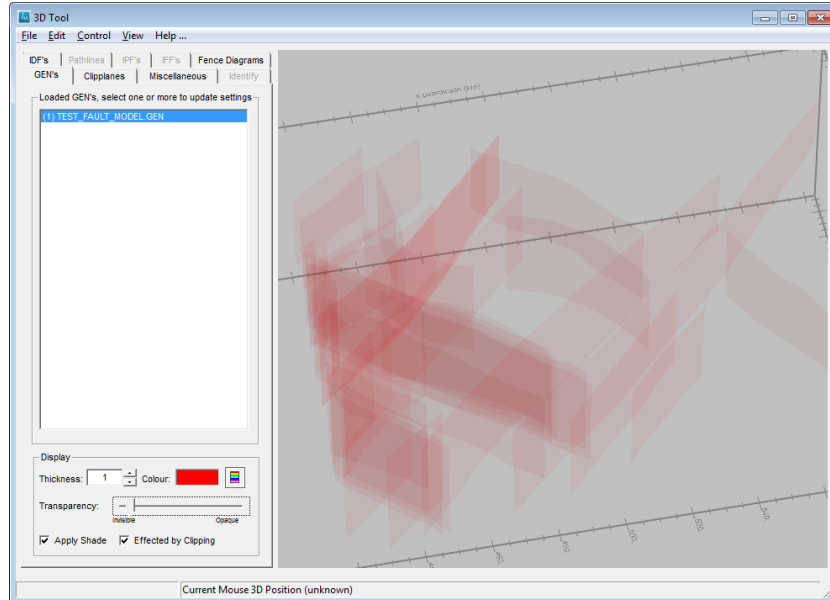 3D Tool
File Edit Control View Help ...
IDF's Pathlines IPF's IFF's Fence Diagrams
GEN's Clipplanes Miscellaneous Identify
Loaded GEN's, select one or more to update settings
(1) TEST_FAULT_MODEL.GEN
Display
Thickness: 1 Colour:
Transparency:
Invisible Opaque
Apply Shade Effected by Clipping
Current Mouse 3D Position (unknown)